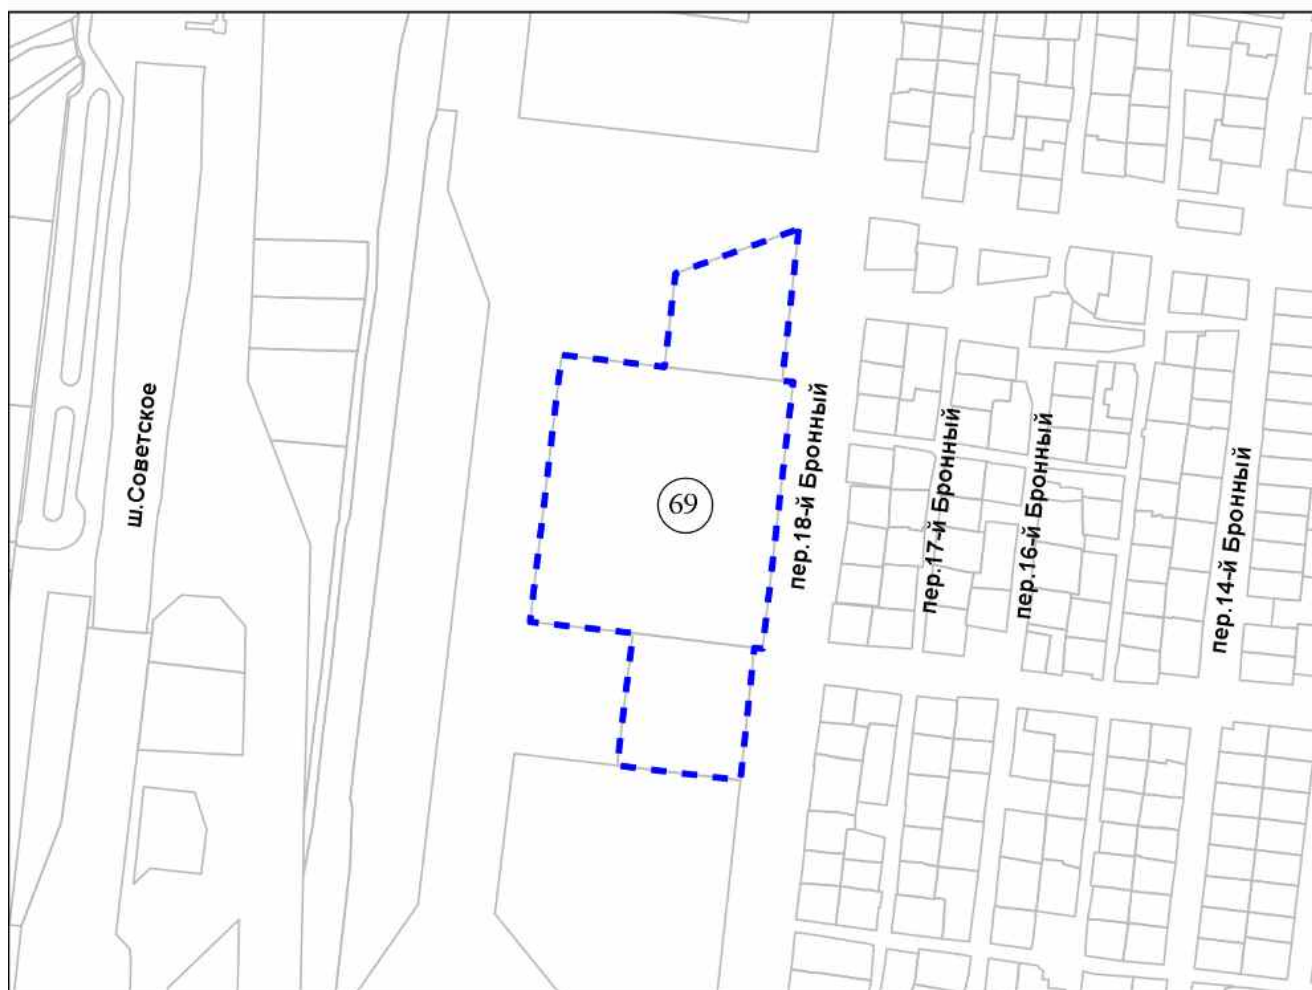 ш.Советское
69
пер.18-й Бронный
пер.17-й Бронный
пер.16-й Бронный
пер.14-й Бронный